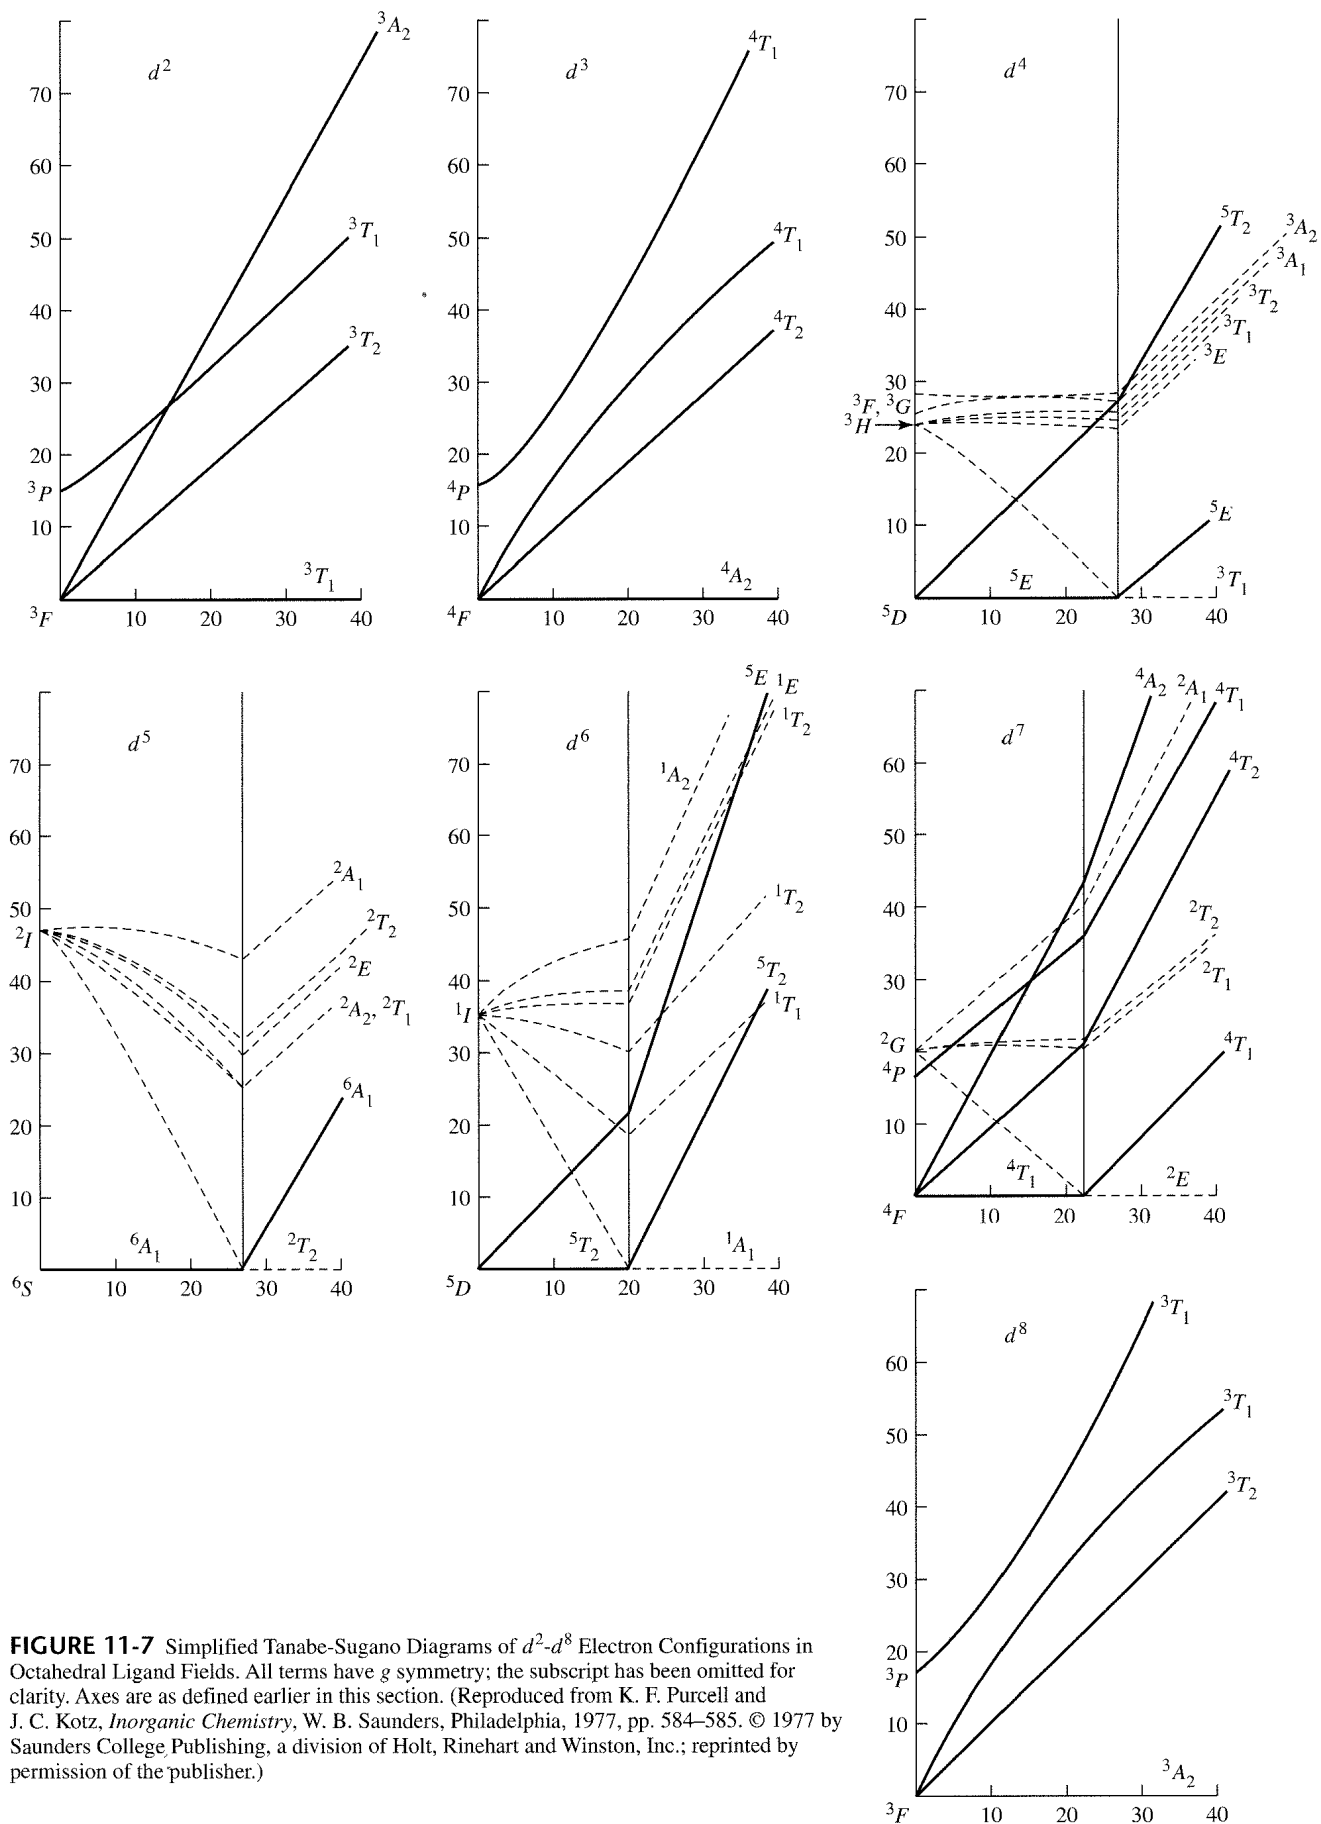 d²
³A₂
70
60
50
40
30
20
10
³T₁
³T₂
³P
³T₁
³F
10
20
30
40
d³
⁴T₁
70
60
50
40
30
20
10
⁴T₁
⁴T₂
⁴P
⁴A₂
⁴F
10
20
30
40
d⁴
70
60
50
40
30
20
10
⁵T₂
³A₂
³A₁
³T₂
³T₁
³E
³F, ³G
³H
⁵E
⁵E
³T₁
⁵D
10
20
30
40
d⁵
70
60
50
40
30
20
10
²I
²A₁
²T₂
²E
²A₂, ²T₁
⁶A₁
⁶A₁
²T₂
⁶S
10
20
30
40
d⁶
⁵E ¹E
¹T₂
¹A₂
70
60
50
40
30
20
10
¹I
¹T₂
⁵T₂
¹T₁
⁵T₂
¹A₁
⁵D
10
20
30
40
d⁷
⁴A₂ ²A₁ ⁴T₁
⁴T₂
60
50
40
30
10
²T₂
²T₁
²G
⁴P
⁴T₁
⁴T₁
²E
⁴F
10
20
30
40
d⁸
³T₁
60
50
40
30
20
10
³T₁
³T₂
³P
³A₂
³F
10
20
30
40
FIGURE 11-7 Simplified Tanabe-Sugano Diagrams of d²-d⁸ Electron Configurations in
Octahedral Ligand Fields. All terms have g symmetry; the subscript has been omitted for
clarity. Axes are as defined earlier in this section. (Reproduced from K. F. Purcell and
J. C. Kotz, Inorganic Chemistry, W. B. Saunders, Philadelphia, 1977, pp. 584–585. © 1977 by
Saunders College Publishing, a division of Holt, Rinehart and Winston, Inc.; reprinted by
permission of the publisher.)